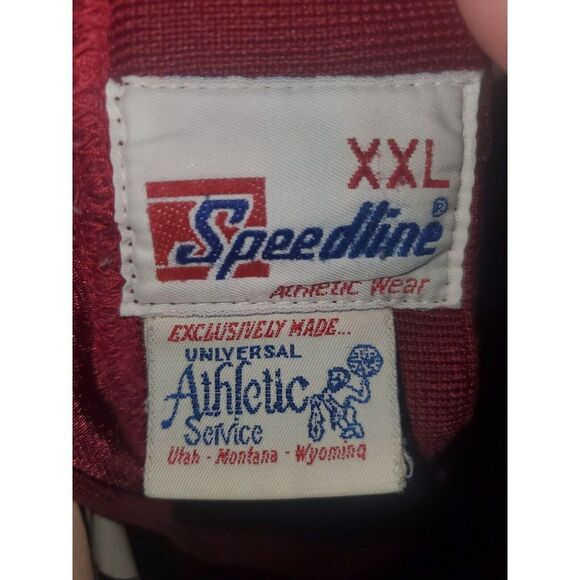 XXL
Speedline®
Athletic Wear
EXCLUSIVELY MADE...
UNIVERSAL
Athletic
Service
Utah - Montana - Wyoming